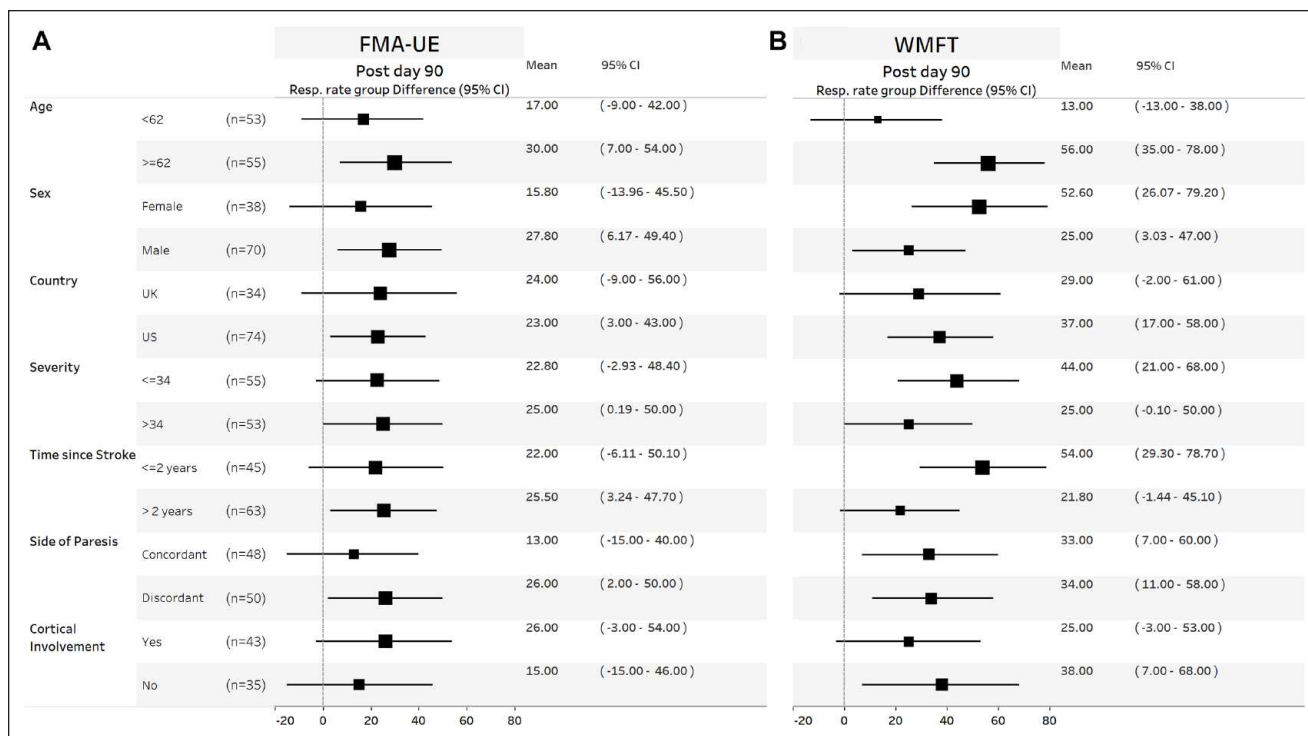 A FMA-UE B WMFT
Post day 90 Mean 95% CI Post day 90 Mean 95% CI
Resp. rate group Difference (95% CI) Resp. rate group Difference (95% CI)
Age <62 (n=53) 17.00 ( -9.00 - 42.00 ) 13.00 ( -13.00 - 38.00 )
>=62 (n=55) 30.00 ( 7.00 - 54.00 ) 56.00 ( 35.00 - 78.00 )
Sex Female (n=38) 15.80 ( -13.96 - 45.50 ) 52.60 ( 26.07 - 79.20 )
Male (n=70) 27.80 ( 6.17 - 49.40 ) 25.00 ( 3.03 - 47.00 )
Country UK (n=34) 24.00 ( -9.00 - 56.00 ) 29.00 ( -2.00 - 61.00 )
US (n=74) 23.00 ( 3.00 - 43.00 ) 37.00 ( 17.00 - 58.00 )
Severity <=34 (n=55) 22.80 ( -2.93 - 48.40 ) 44.00 ( 21.00 - 68.00 )
>34 (n=53) 25.00 ( 0.19 - 50.00 ) 25.00 ( -0.10 - 50.00 )
Time since Stroke <=2 years (n=45) 22.00 ( -6.11 - 50.10 ) 54.00 ( 29.30 - 78.70 )
> 2 years (n=63) 25.50 ( 3.24 - 47.70 ) 21.80 ( -1.44 - 45.10 )
Side of Paresis Concordant (n=48) 13.00 ( -15.00 - 40.00 ) 33.00 ( 7.00 - 60.00 )
Discordant (n=50) 26.00 ( 2.00 - 50.00 ) 34.00 ( 11.00 - 58.00 )
Cortical Involvement Yes (n=43) 26.00 ( -3.00 - 54.00 ) 25.00 ( -3.00 - 53.00 )
No (n=35) 15.00 ( -15.00 - 46.00 ) 38.00 ( 7.00 - 68.00 )
-20 0 20 40 60 80 -20 0 20 40 60 80